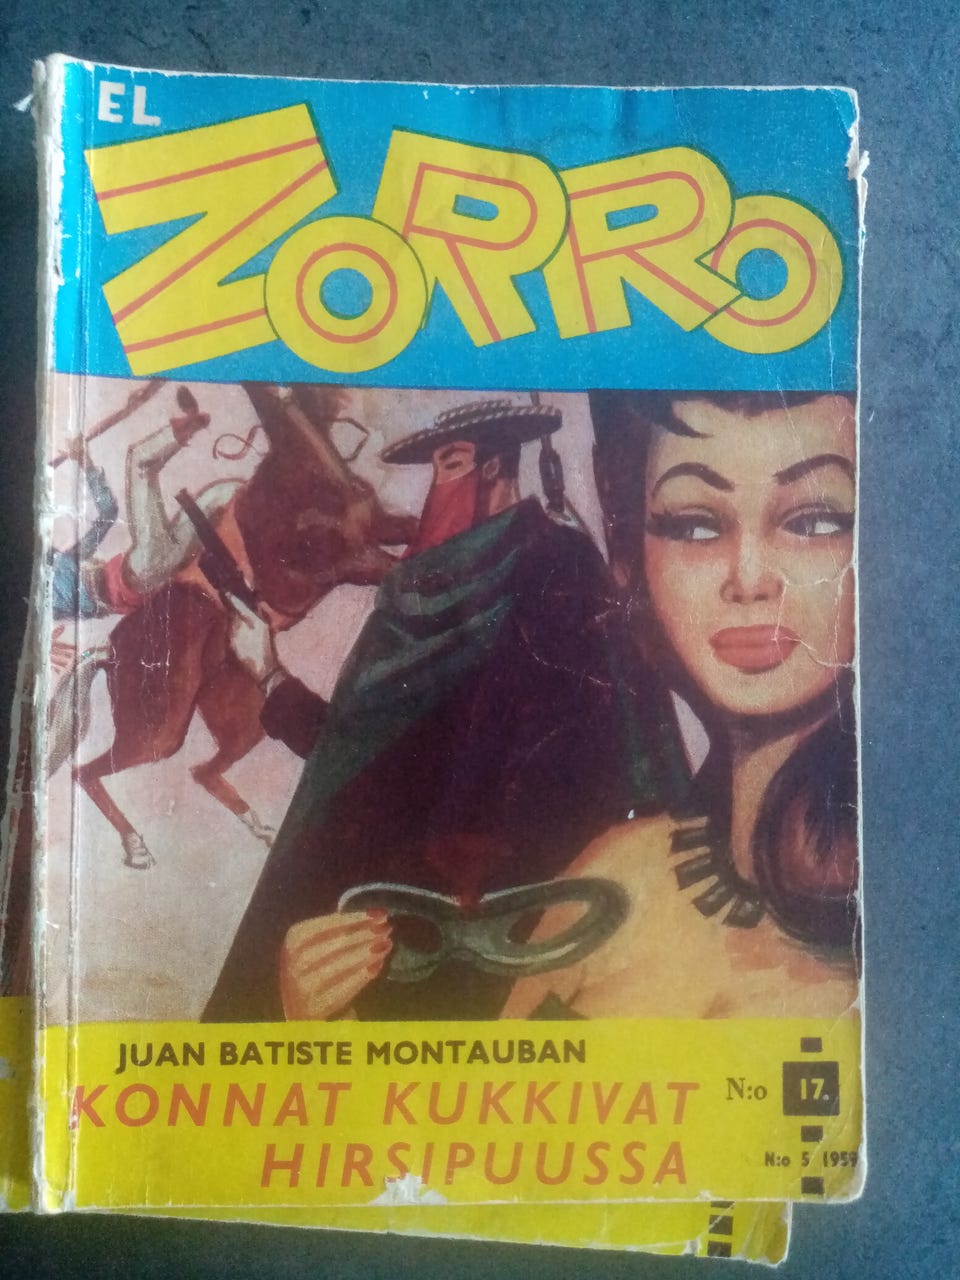 EL
ZORRO
JUAN BATISTE MONTAUBAN
KONNAT KUKKIVAT
HIRSIPUUSSA
N:o 17.
N:o 5 1959